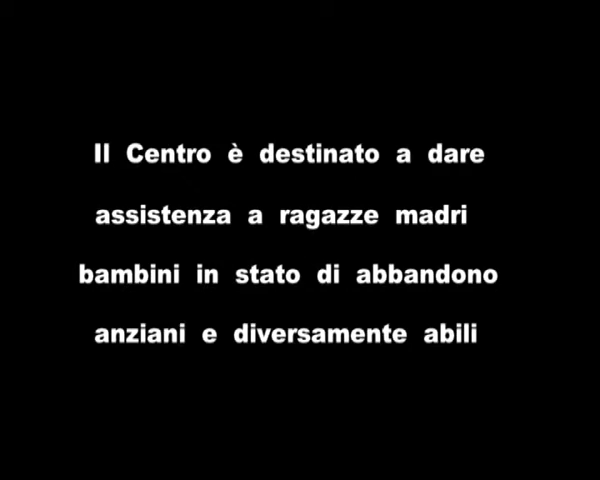 Il Centro è destinato a dare
assistenza a ragazze madri
bambini in stato di abbandono
anziani e diversamente abili